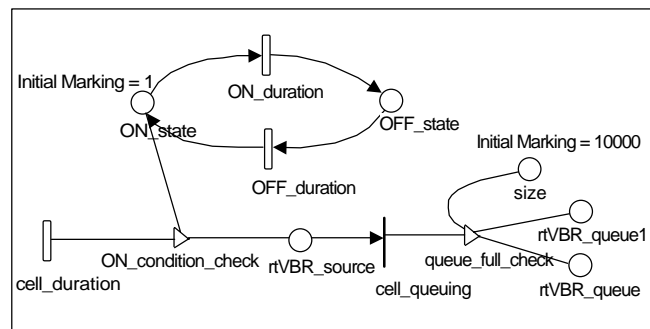 Initial Marking = 1
ON_duration
ON_state
OFF_state
OFF_duration
Initial Marking = 10000
size
rtVBR_queue1
ON_condition_check
rtVBR_source
queue_full_check
cell_duration
cell_queuing
rtVBR_queue